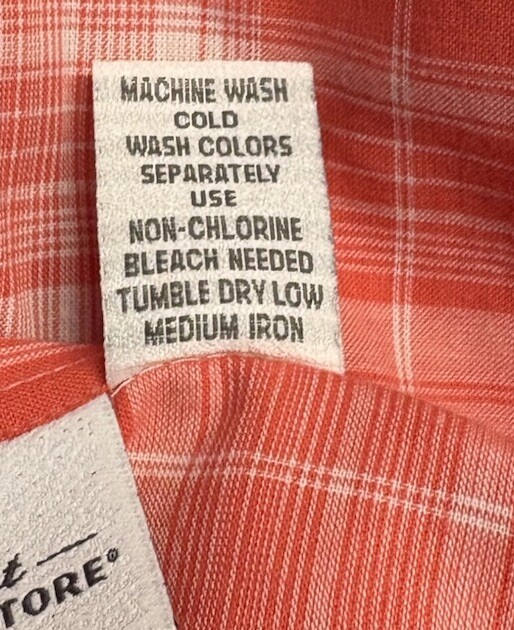 MACHINE WASH
COLD
WASH COLORS
SEPARATELY
USE
NON-CHLORINE
BLEACH NEEDED
TUMBLE DRY LOW
MEDIUM IRON
t
TORE®